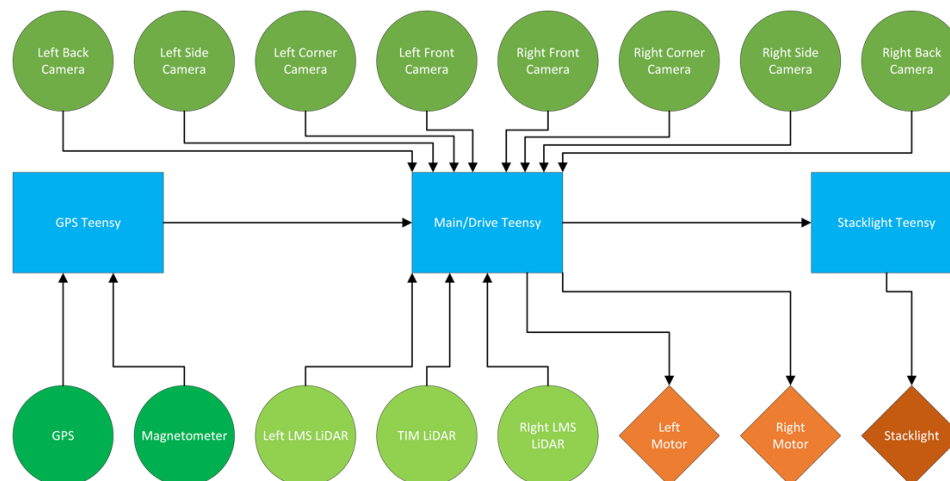 Left Back
Camera
Left Side
Camera
Left Corner
Camera
Left Front
Camera
Right Front
Camera
Right Corner
Camera
Right Side
Camera
Right Back
Camera
GPS Teensy
Main/Drive Teensy
Stacklight Teensy
GPS
Magnetometer
Left LMS LiDAR
TIM LiDAR
RIght LMS
LiDAR
Left
Motor
Right
Motor
Stacklight